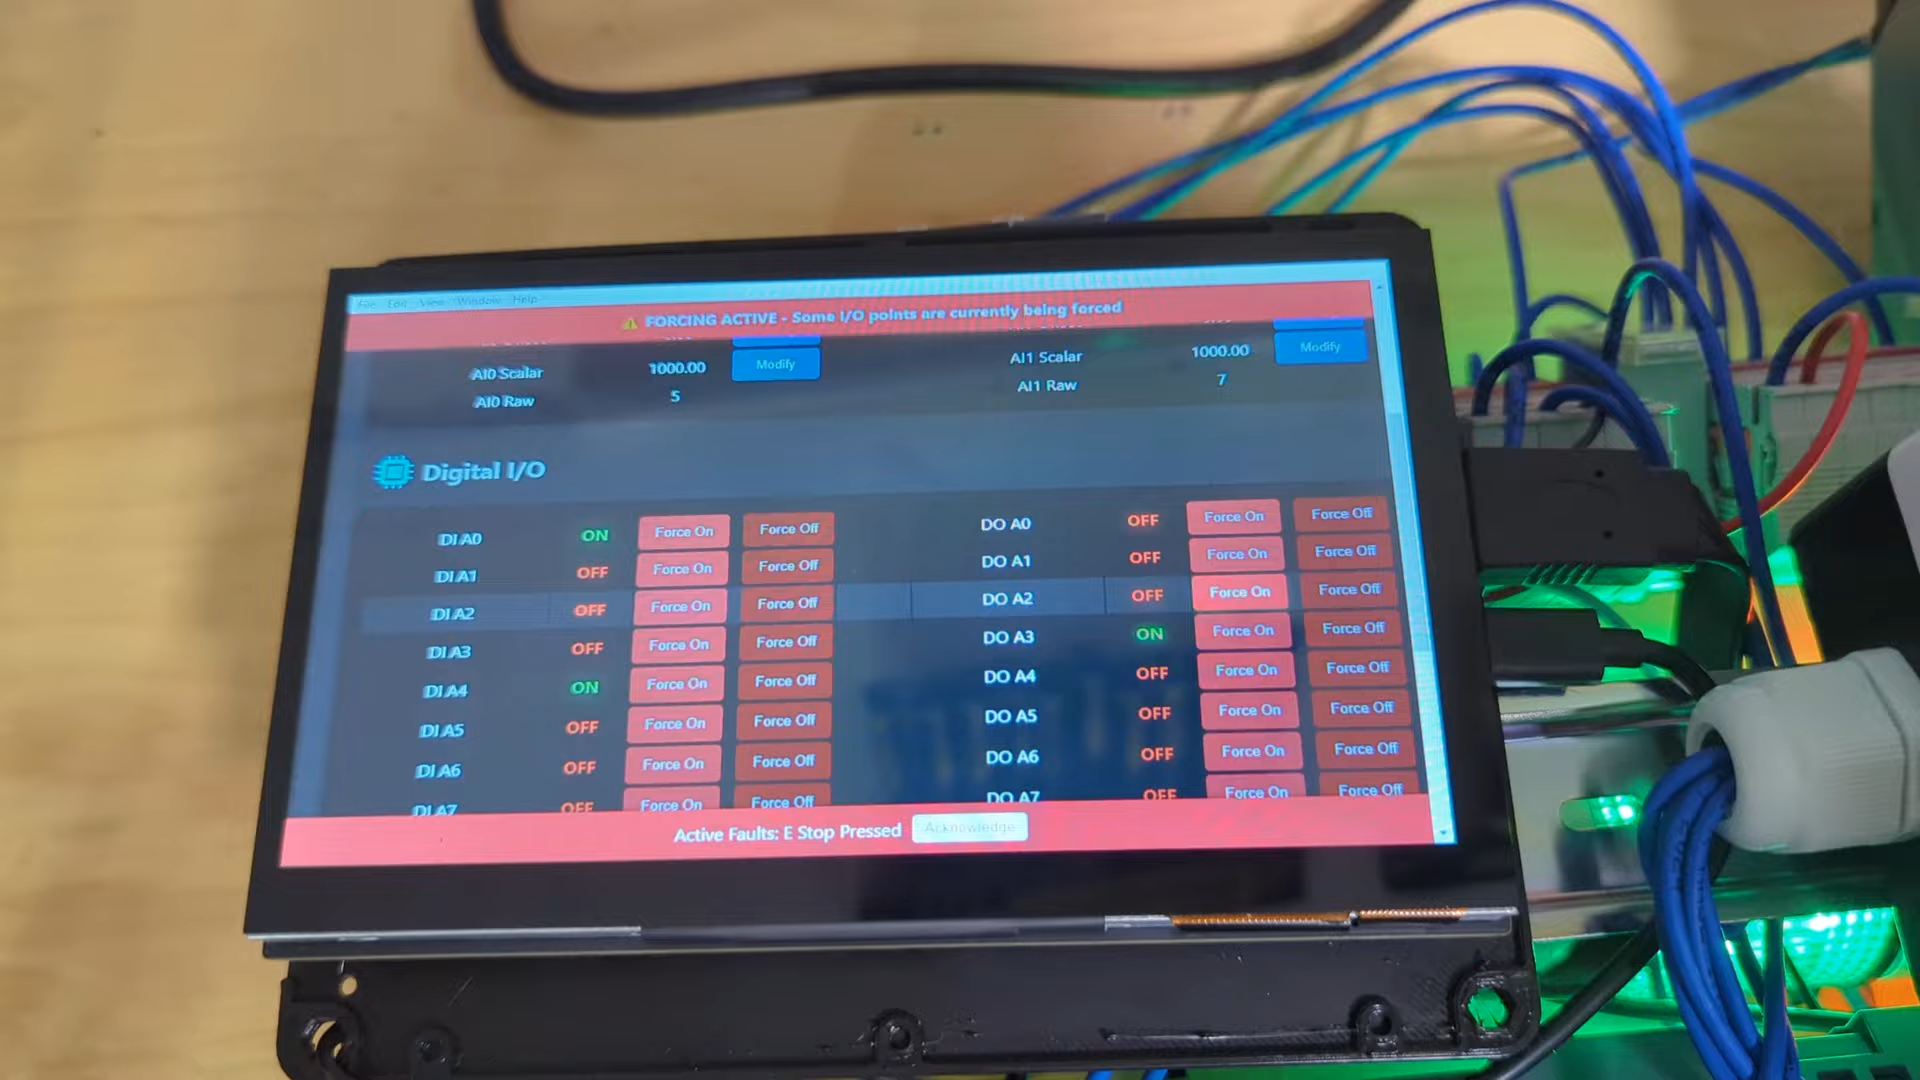 File Edit View Window Help
⚠ FORCING ACTIVE - Some I/O points are currently being forced
AI0 Scalar 1000.00 Modify AI1 Scalar 1000.00 Modify
AI0 Raw 5 AI1 Raw 7
Digital I/O
DI A0 ON Force On Force Off DO A0 OFF Force On Force Off
DI A1 OFF Force On Force Off DO A1 OFF Force On Force Off
DI A2 OFF Force On Force Off DO A2 OFF Force On Force Off
DI A3 OFF Force On Force Off DO A3 ON Force On Force Off
DI A4 ON Force On Force Off DO A4 OFF Force On Force Off
DI A5 OFF Force On Force Off DO A5 OFF Force On Force Off
DI A6 OFF Force On Force Off DO A6 OFF Force On Force Off
DI A7 OFF Force On Force Off DO A7 OFF Force On Force Off
Active Faults: E Stop Pressed Acknowledge